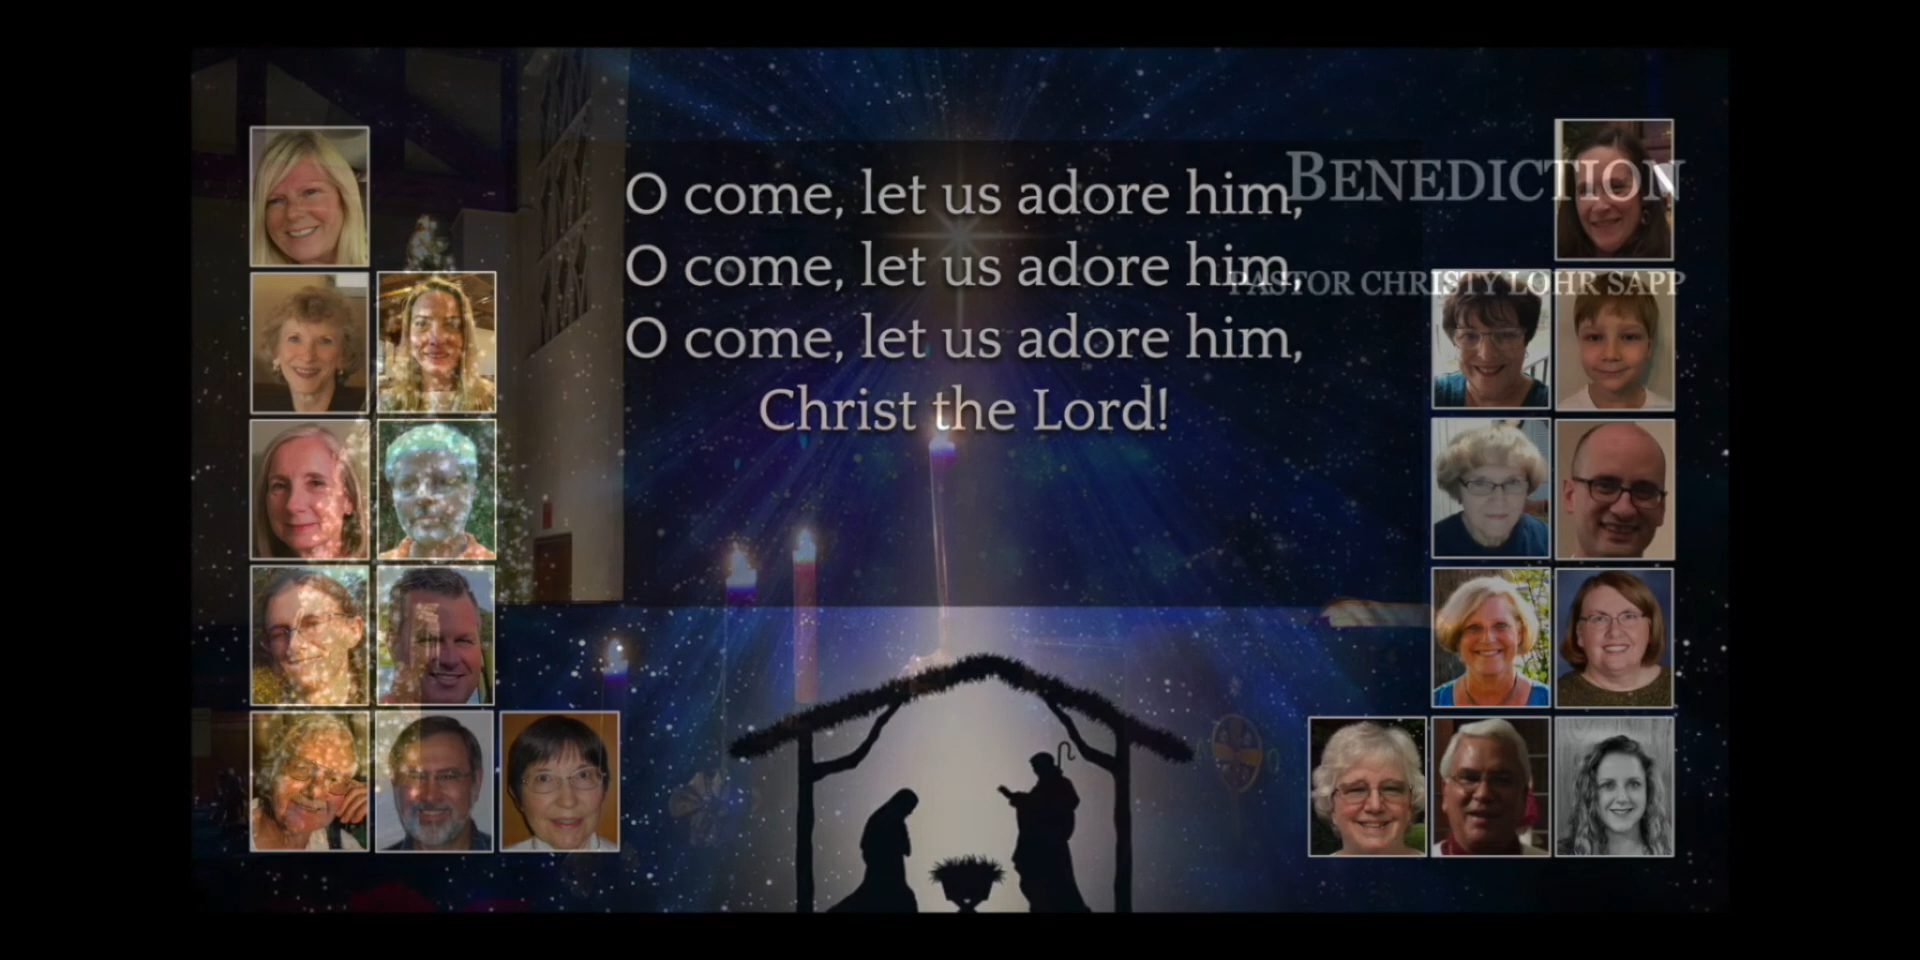 O come, let us adore him,
O come, let us adore him,
O come, let us adore him,
Christ the Lord!
BENEDICTION
PASTOR CHRISTY LOHR SAPP